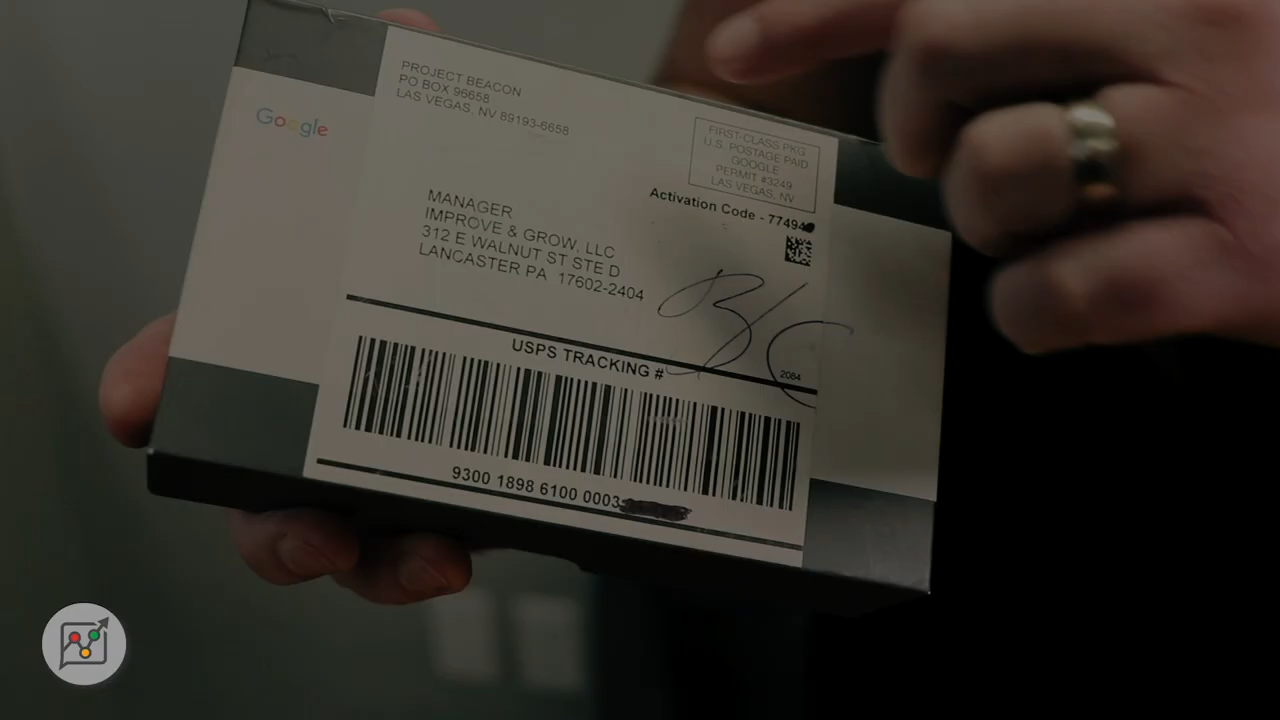 Google
PROJECT BEACON
PO BOX 96658
LAS VEGAS, NV 89193-6658
FIRST-CLASS PKG
U.S. POSTAGE PAID
GOOGLE
PERMIT #3249
LAS VEGAS, NV
Activation Code - 77494
MANAGER
IMPROVE & GROW, LLC
312 E WALNUT ST STE D
LANCASTER PA 17602-2404
2064
USPS TRACKING #
9300 1898 6100 0003